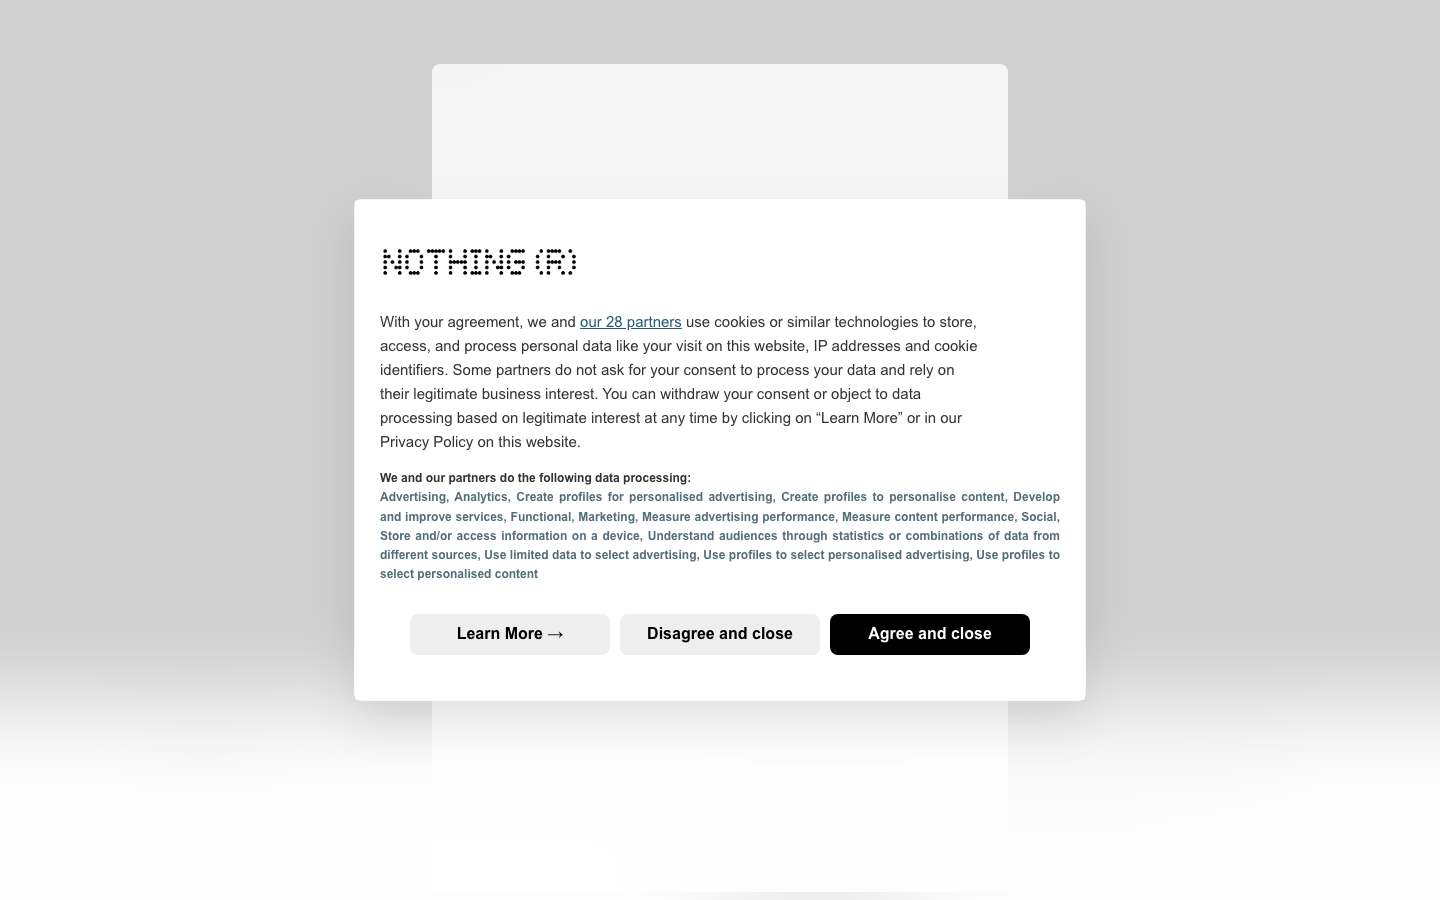 NOTHING (R)
With your agreement, we and our 28 partners use cookies or similar technologies to store,
access, and process personal data like your visit on this website, IP addresses and cookie
identifiers. Some partners do not ask for your consent to process your data and rely on
their legitimate business interest. You can withdraw your consent or object to data
processing based on legitimate interest at any time by clicking on “Learn More” or in our
Privacy Policy on this website.
We and our partners do the following data processing:
Advertising, Analytics, Create profiles for personalised advertising, Create profiles to personalise content, Develop
and improve services, Functional, Marketing, Measure advertising performance, Measure content performance, Social,
Store and/or access information on a device, Understand audiences through statistics or combinations of data from
different sources, Use limited data to select advertising, Use profiles to select personalised advertising, Use profiles to
select personalised content
Learn More →
Disagree and close
Agree and close